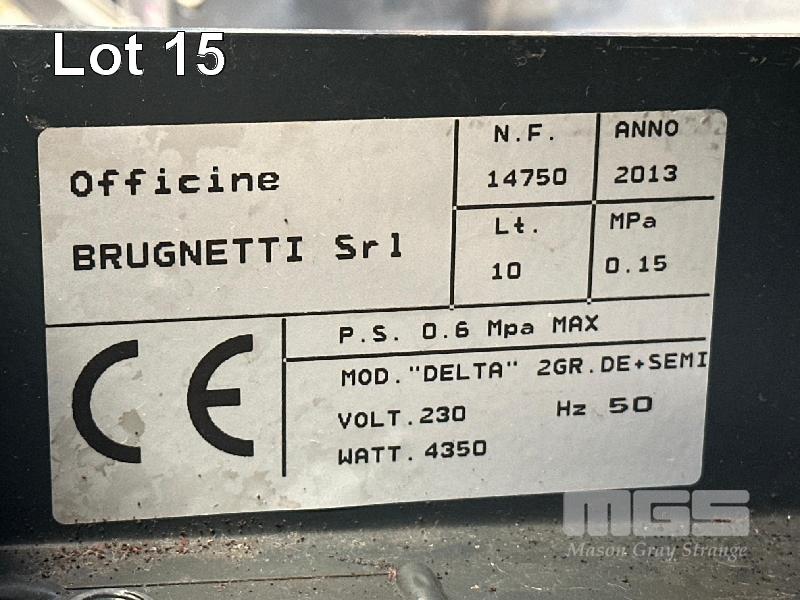 Lot 15
Officine
BRUGNETTI Srl
N.F.
14750
ANNO
2013
Lt.
10
MPa
0.15
CE
P.S. 0.6 Mpa MAX
MOD."DELTA" 2GR.DE+SEMI
VOLT.230 Hz 50
WATT.4350
MGS
Mason Gray Strange